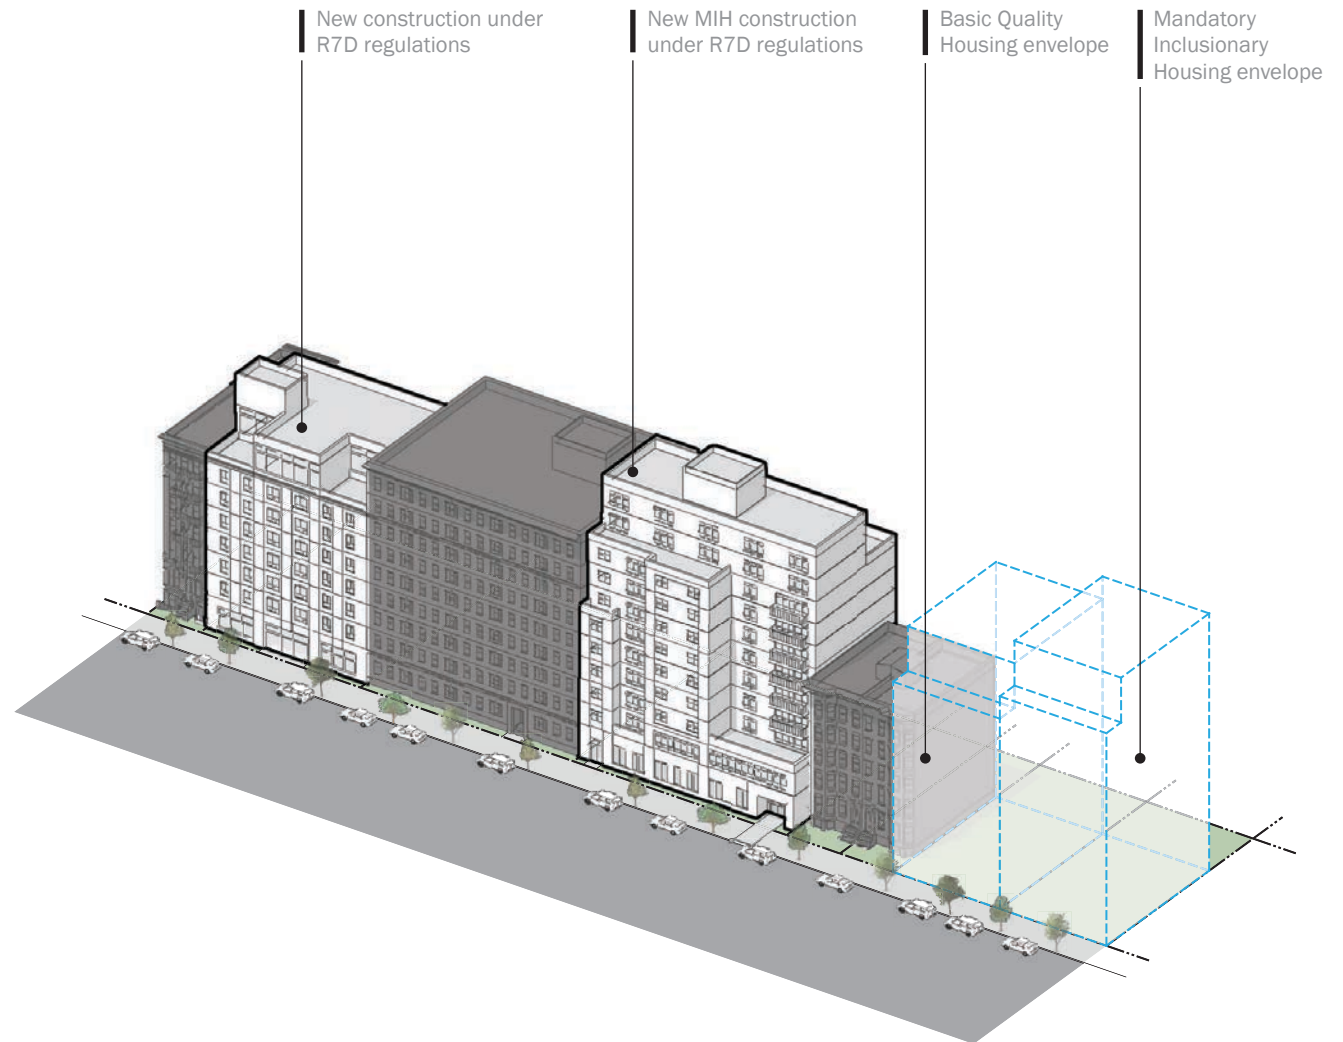 New construction under
R7D regulations
New MIH construction
under R7D regulations
Basic Quality
Housing envelope
Mandatory
Inclusionary
Housing envelope